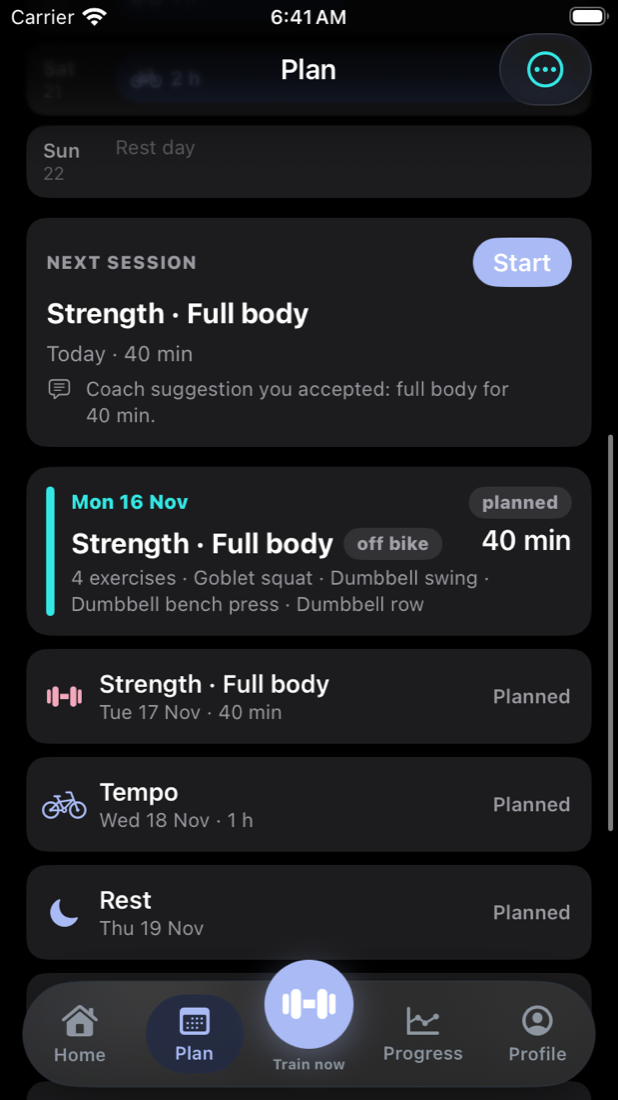 Carrier
6:41 AM
Plan
Sat
21
2 h
Sun
22
Rest day
NEXT SESSION
Start
Strength · Full body
Today · 40 min
Coach suggestion you accepted: full body for
40 min.
Mon 16 Nov
planned
Strength · Full body
off bike
40 min
4 exercises · Goblet squat · Dumbbell swing ·
Dumbbell bench press · Dumbbell row
Strength · Full body
Tue 17 Nov · 40 min
Planned
Tempo
Wed 18 Nov · 1 h
Planned
Rest
Thu 19 Nov
Planned
Home
Plan
Train now
Progress
Profile